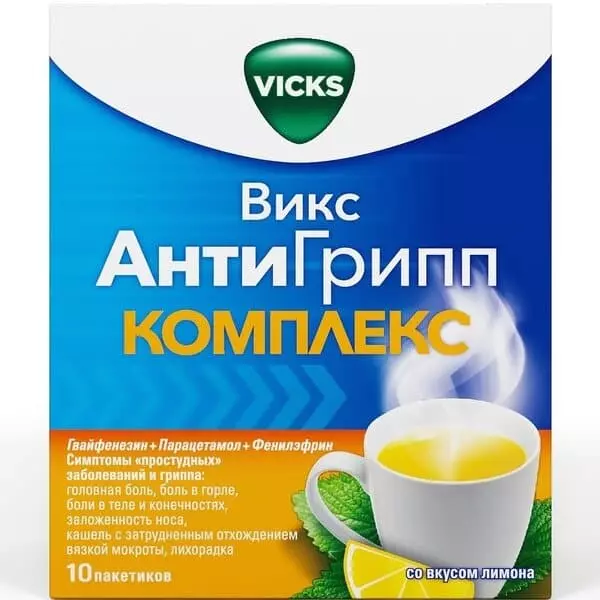 VICKS
Викс
АнтиГрипп
КОМПЛЕКС
Гвайфенезин+Парацетамол+Фенилэфрин
Симптомы «простудных»
заболеваний и гриппа:
головная боль, боль в горле,
боли в теле и конечностях,
заложенность носа,
кашель с затрудненным отхождением
вязкой мокроты, лихорадка
10 пакетиков
со вкусом лимона